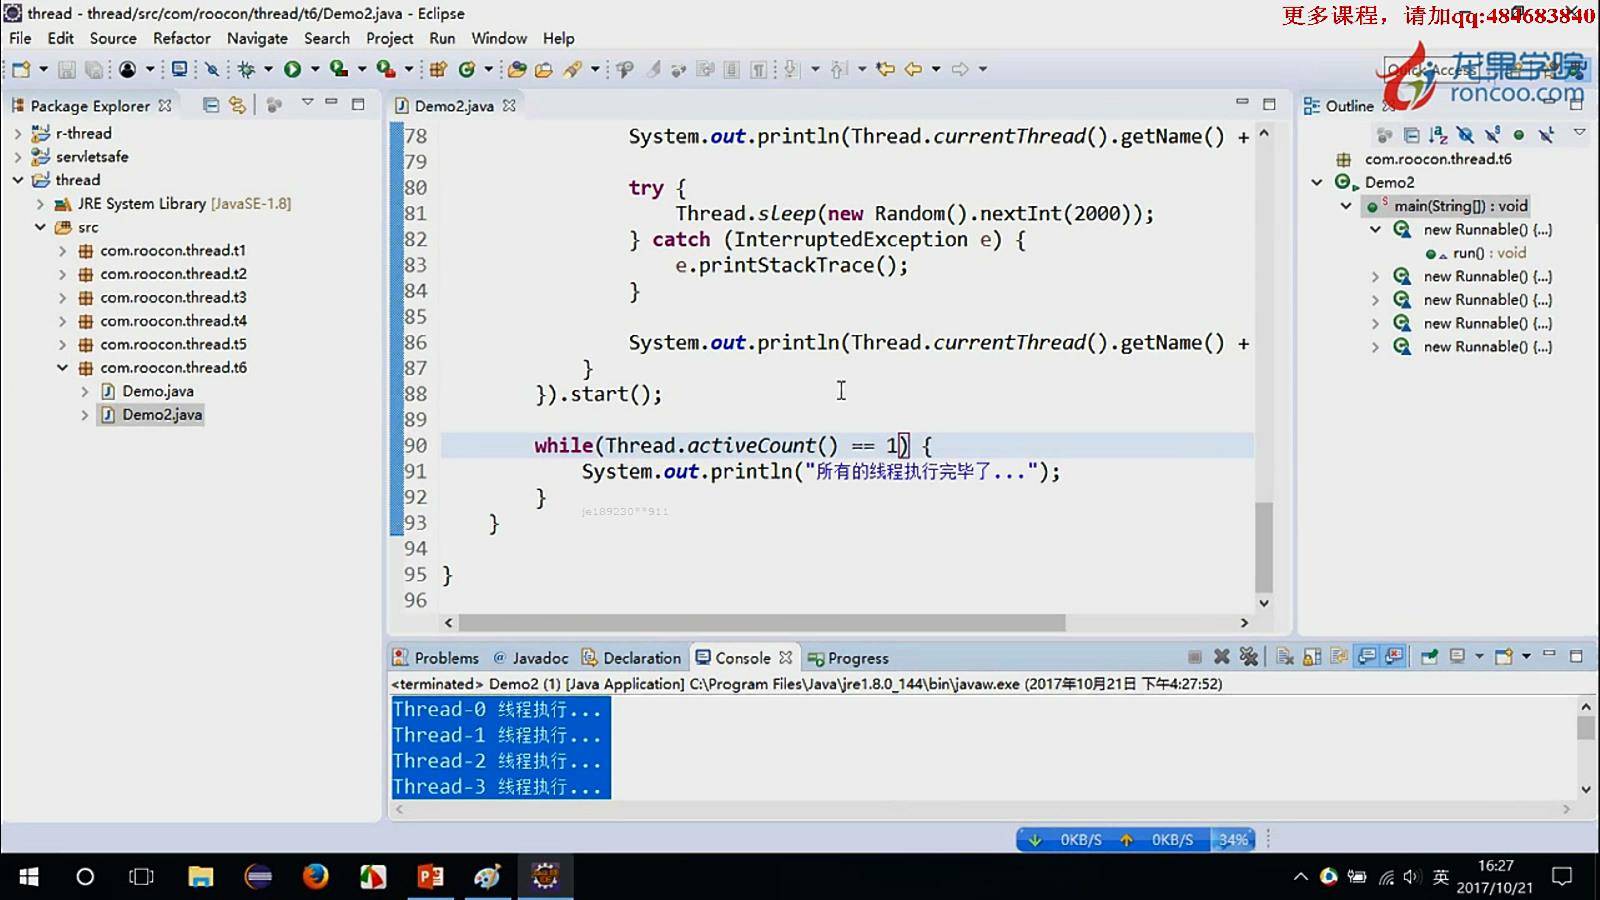 thread - thread/src/com/roocon/thread/t6/Demo2.java - Eclipse
更多课程，请加qq:484683840
File Edit Source Refactor Navigate Search Project Run Window Help
Quick Access
龙果学院
roncoo.com
Package Explorer
r-thread
servletsafe
thread
JRE System Library [JavaSE-1.8]
src
com.roocon.thread.t1
com.roocon.thread.t2
com.roocon.thread.t3
com.roocon.thread.t4
com.roocon.thread.t5
com.roocon.thread.t6
Demo.java
Demo2.java
Demo2.java
78 System.out.println(Thread.currentThread().getName() +
79
80 try {
81 Thread.sleep(new Random().nextInt(2000));
82 } catch (InterruptedException e) {
83 e.printStackTrace();
84 }
85
86 System.out.println(Thread.currentThread().getName() +
87 }
88 }).start();
89
90 while(Thread.activeCount() == 1) {
91 System.out.println("所有的线程执行完毕了...");
92 }
je189230**911
93 }
94
95 }
96
Outline
com.roocon.thread.t6
Demo2
main(String[]) : void
new Runnable() {...}
run() : void
new Runnable() {...}
new Runnable() {...}
new Runnable() {...}
new Runnable() {...}
Problems @ Javadoc Declaration Console Progress
<terminated> Demo2 (1) [Java Application] C:\Program Files\Java\jre1.8.0_144\bin\javaw.exe (2017年10月21日 下午4:27:52)
Thread-0 线程执行...
Thread-1 线程执行...
Thread-2 线程执行...
Thread-3 线程执行...
0KB/S 0KB/S 34%
英
16:27
2017/10/21